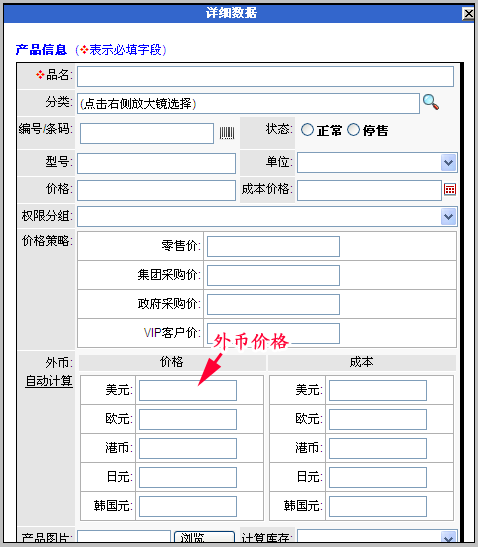 详细数据
产品信息 (❖表示必填字段)
❖品名:
分类: (点击右侧放大镜选择)
编号/条码: 状态: 正常 停售
型号: 单位:
价格: 成本价格:
权限分组:
价格策略: 零售价:
集团采购价:
政府采购价:
VIP客户价:
外币价格
外币: 价格 成本
自动计算 美元: 美元:
欧元: 欧元:
港币: 港币:
日元: 日元:
韩国元: 韩国元:
产品图片: 浏览 计算库存: